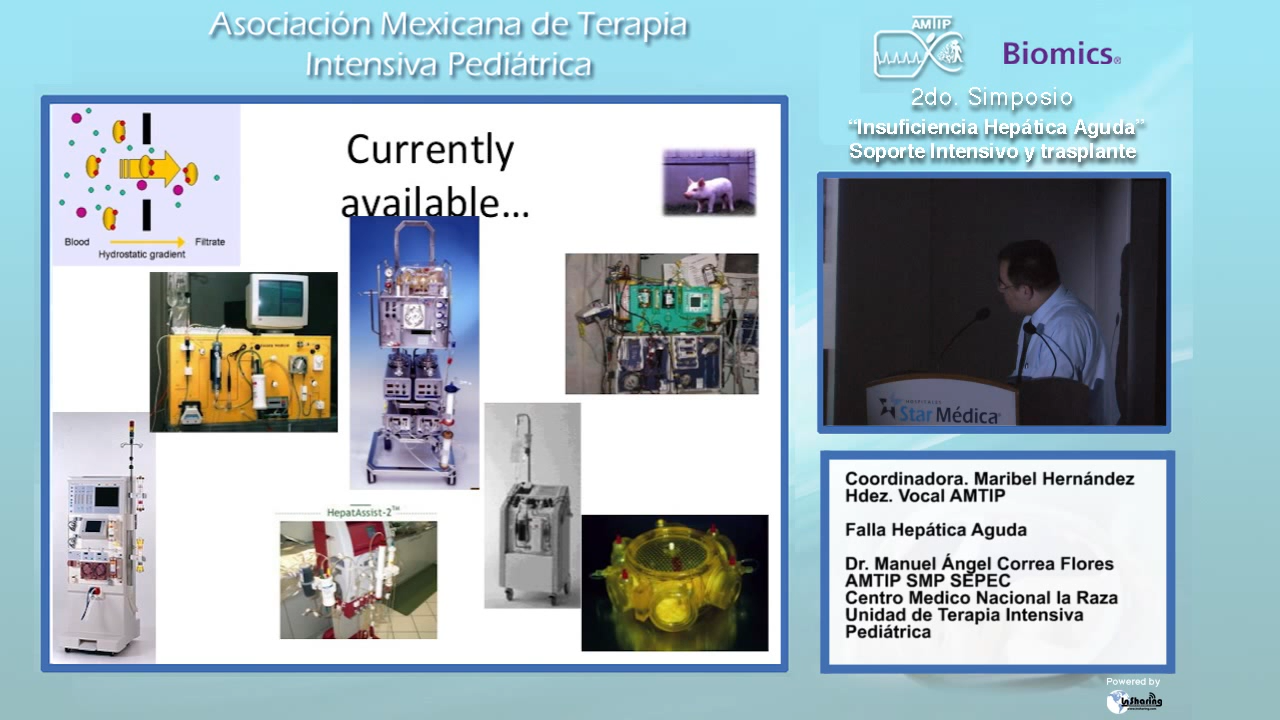 Asociación Mexicana de Terapia
Intensiva Pediátrica
AMTIP
Biomics®
2do. Simposio
“Insuficiencia Hepática Aguda”
Soporte Intensivo y trasplante
Currently
available...
Blood
Filtrate
Hydrostatic gradient
HepatAssist-2™
HOSPITALES
Star Médica
Coordinadora. Maribel Hernández
Hdez. Vocal AMTIP
Falla Hepática Aguda
Dr. Manuel Ángel Correa Flores
AMTIP SMP SEPEC
Centro Medico Nacional la Raza
Unidad de Terapia Intensiva
Pediátrica
Powered by
InSharing